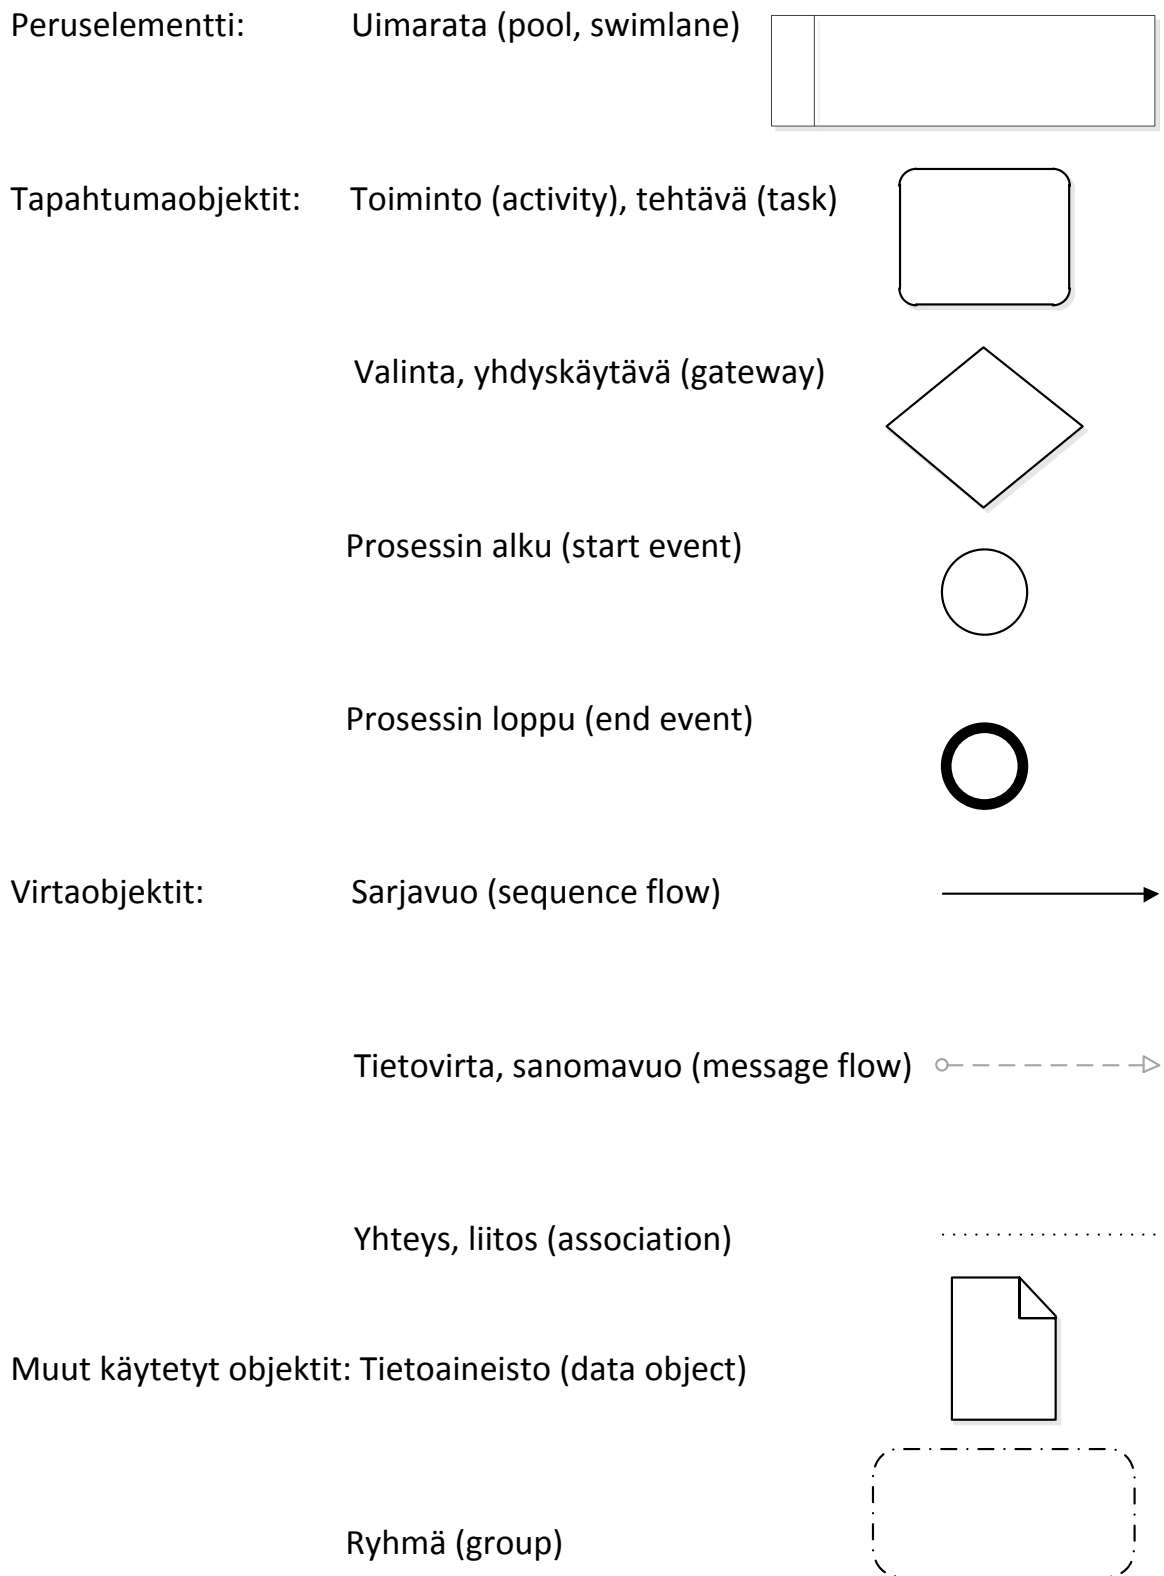 Peruselementti: Uimarata (pool, swimlane)
Tapahtumaobjektit: Toiminto (activity), tehtävä (task)
Valinta, yhdyskäytävä (gateway)
Prosessin alku (start event)
Prosessin loppu (end event)
Virtaobjektit: Sarjavuo (sequence flow)
Tietovirta, sanomavuo (message flow)
Yhteys, liitos (association)
Muut käytetyt objektit: Tietoaineisto (data object)
Ryhmä (group)